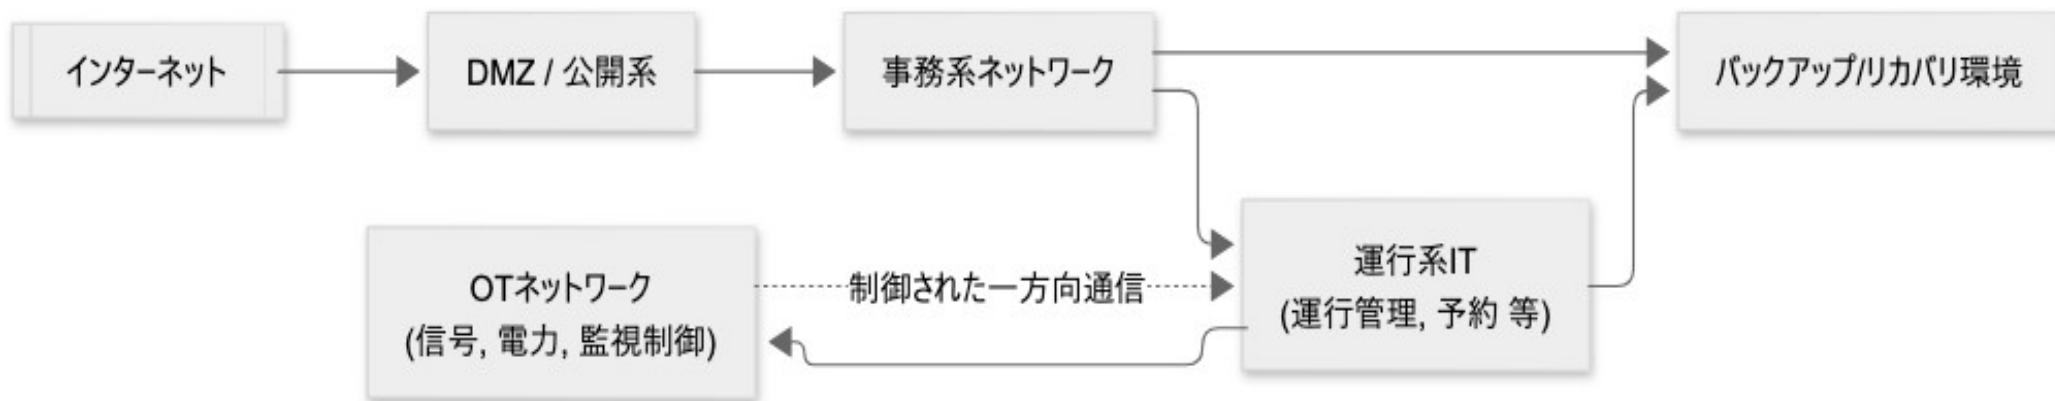 インターネット
DMZ / 公開系
事務系ネットワーク
バックアップ/リカバリ環境
OTネットワーク
(信号, 電力, 監視制御)
制御された一方向通信
運行系IT
(運行管理, 予約 等)